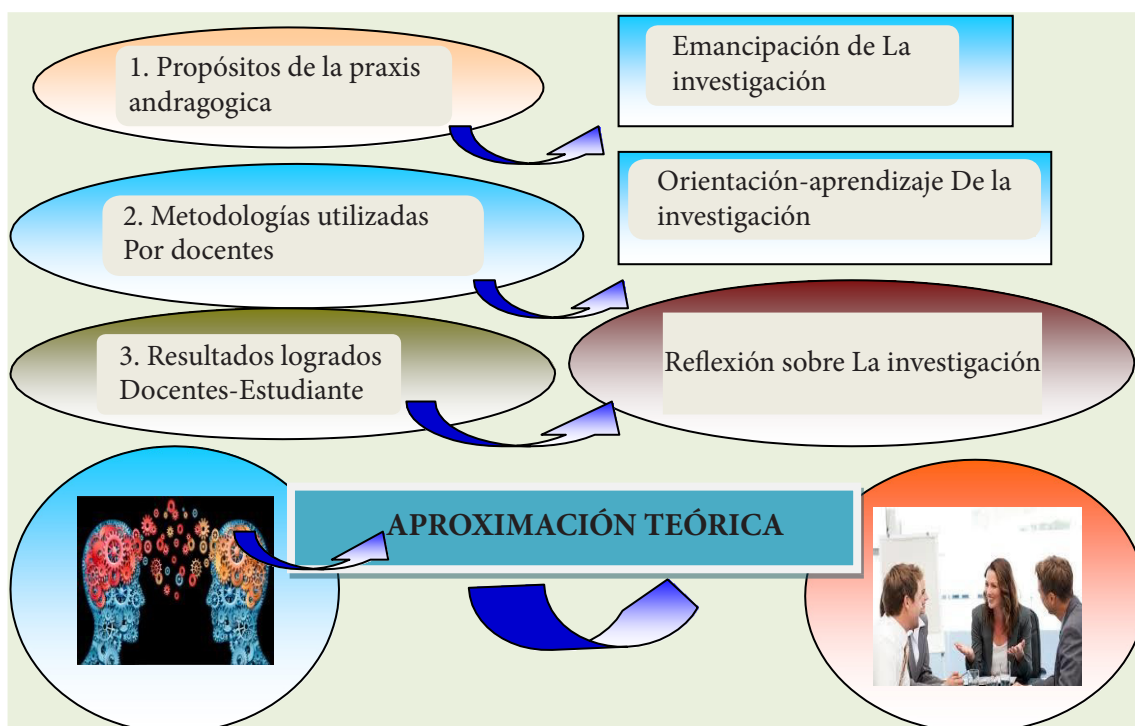 1. Propósitos de la praxis
andragogica
Emancipación de La
investigación
2. Metodologías utilizadas
Por docentes
Orientación-aprendizaje De la
investigación
3. Resultados logrados
Docentes-Estudiante
Reflexión sobre La investigación
APROXIMACIÓN TEÓRICA